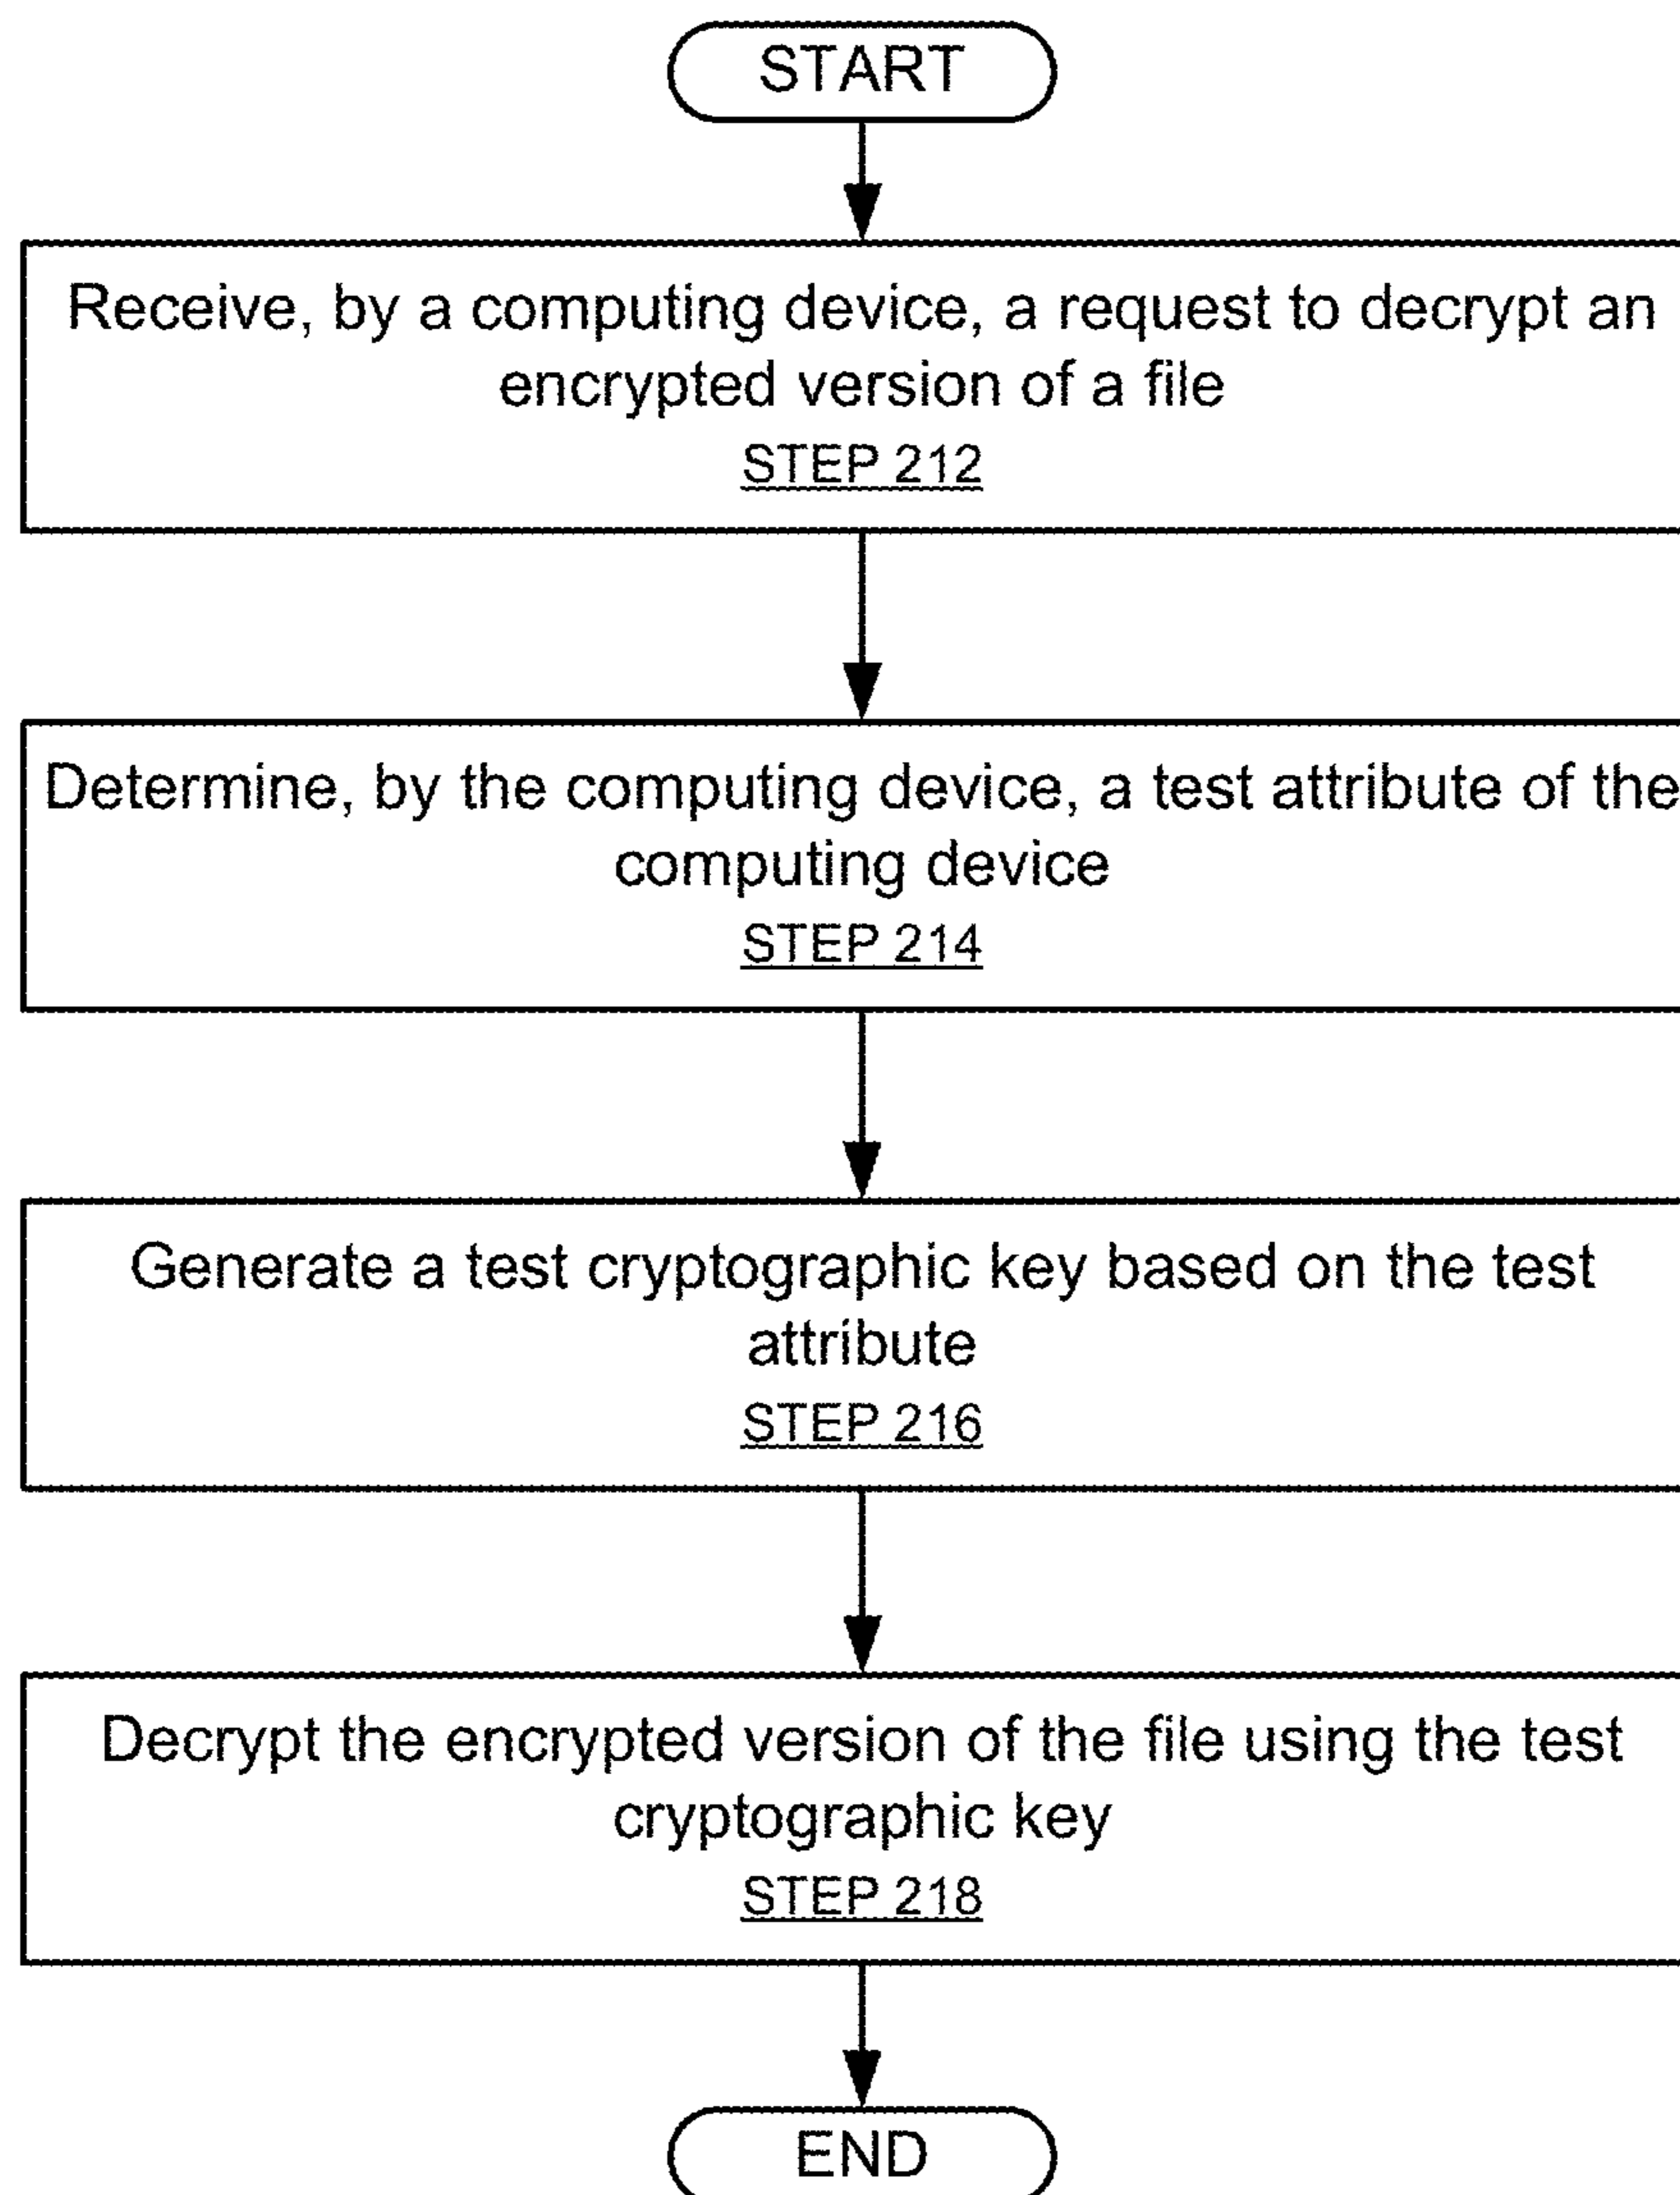 START
Receive, by a computing device, a request to decrypt an
encrypted version of a file
STEP 212
Determine, by the computing device, a test attribute of the
computing device
STEP 214
Generate a test cryptographic key based on the test
attribute
STEP 216
Decrypt the encrypted version of the file using the test
cryptographic key
STEP 218
END